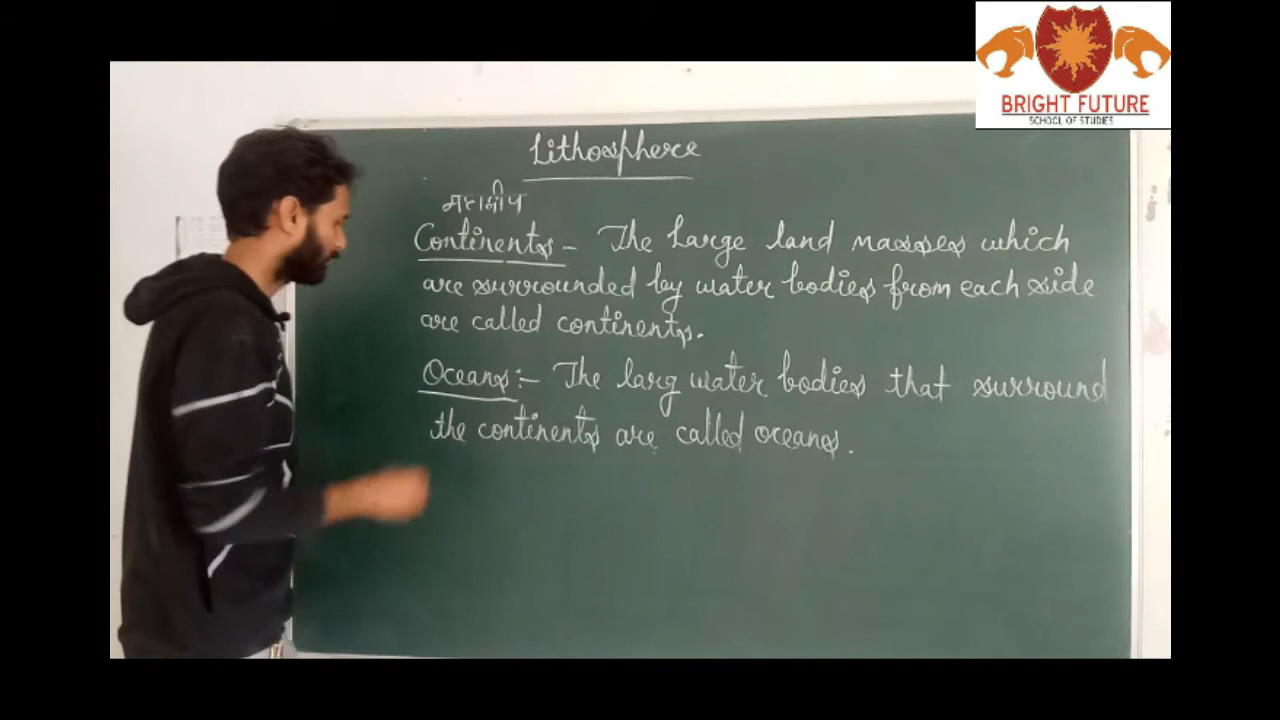 BRIGHT FUTURE
SCHOOL OF STUDIES
Lithosphere
महाद्वीप
Continents - The Large land masses which
are surrounded by water bodies from each side
are called continents.
Oceans :- The larg water bodies that surround
the continents are called oceans.